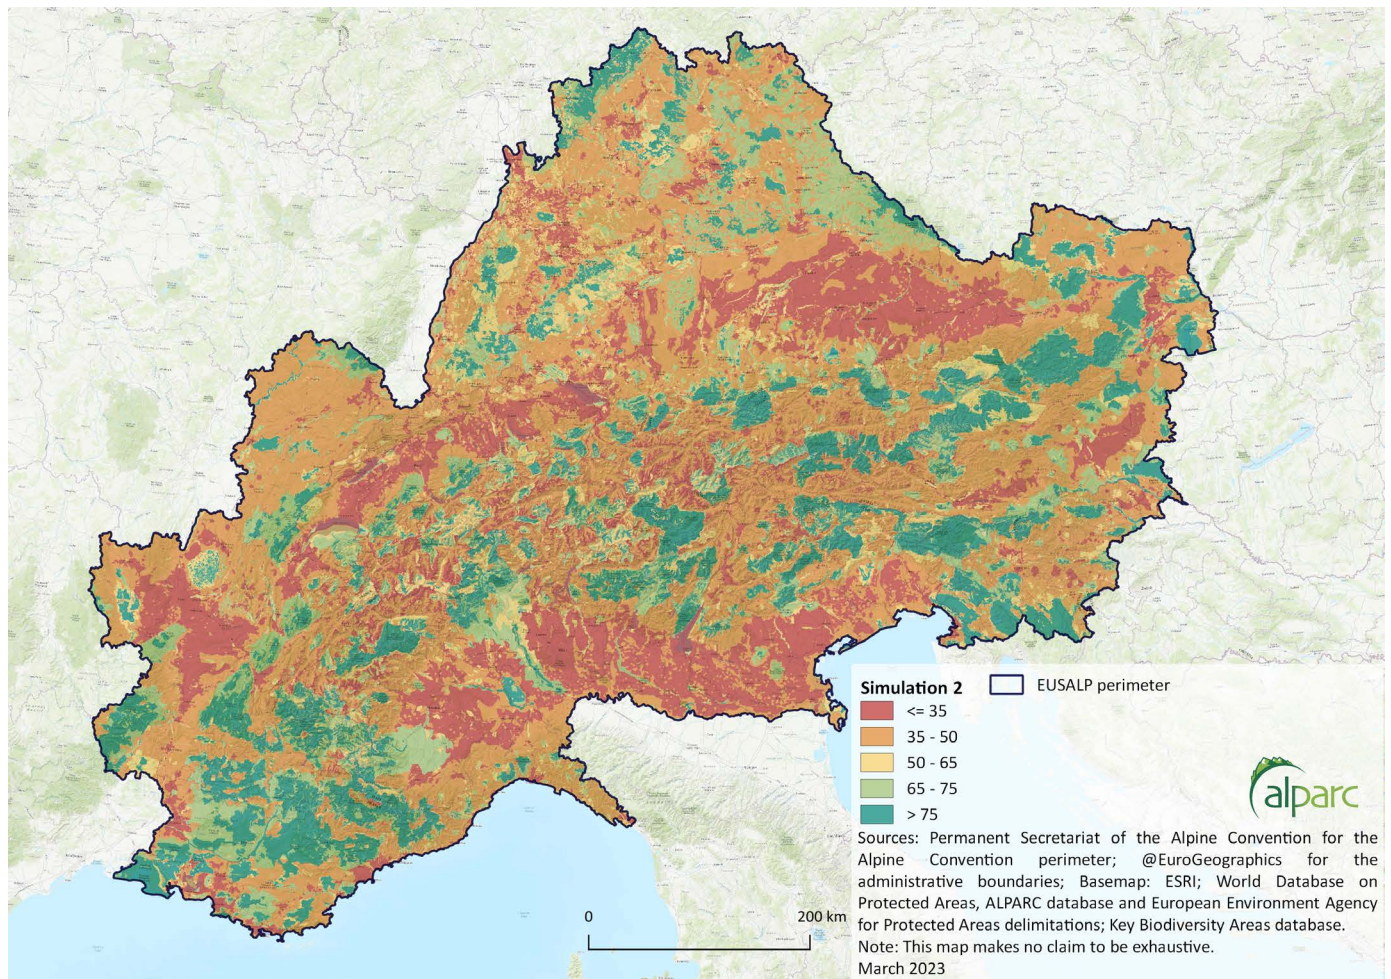 Simulation 2
EUSALP perimeter
<= 35
35 - 50
50 - 65
65 - 75
> 75
alparc
Sources: Permanent Secretariat of the Alpine Convention for the
Alpine Convention perimeter; @EuroGeographics for the
administrative boundaries; Basemap: ESRI; World Database on
Protected Areas, ALPARC database and European Environment Agency
for Protected Areas delimitations; Key Biodiversity Areas database.
Note: This map makes no claim to be exhaustive.
March 2023
0
200 km